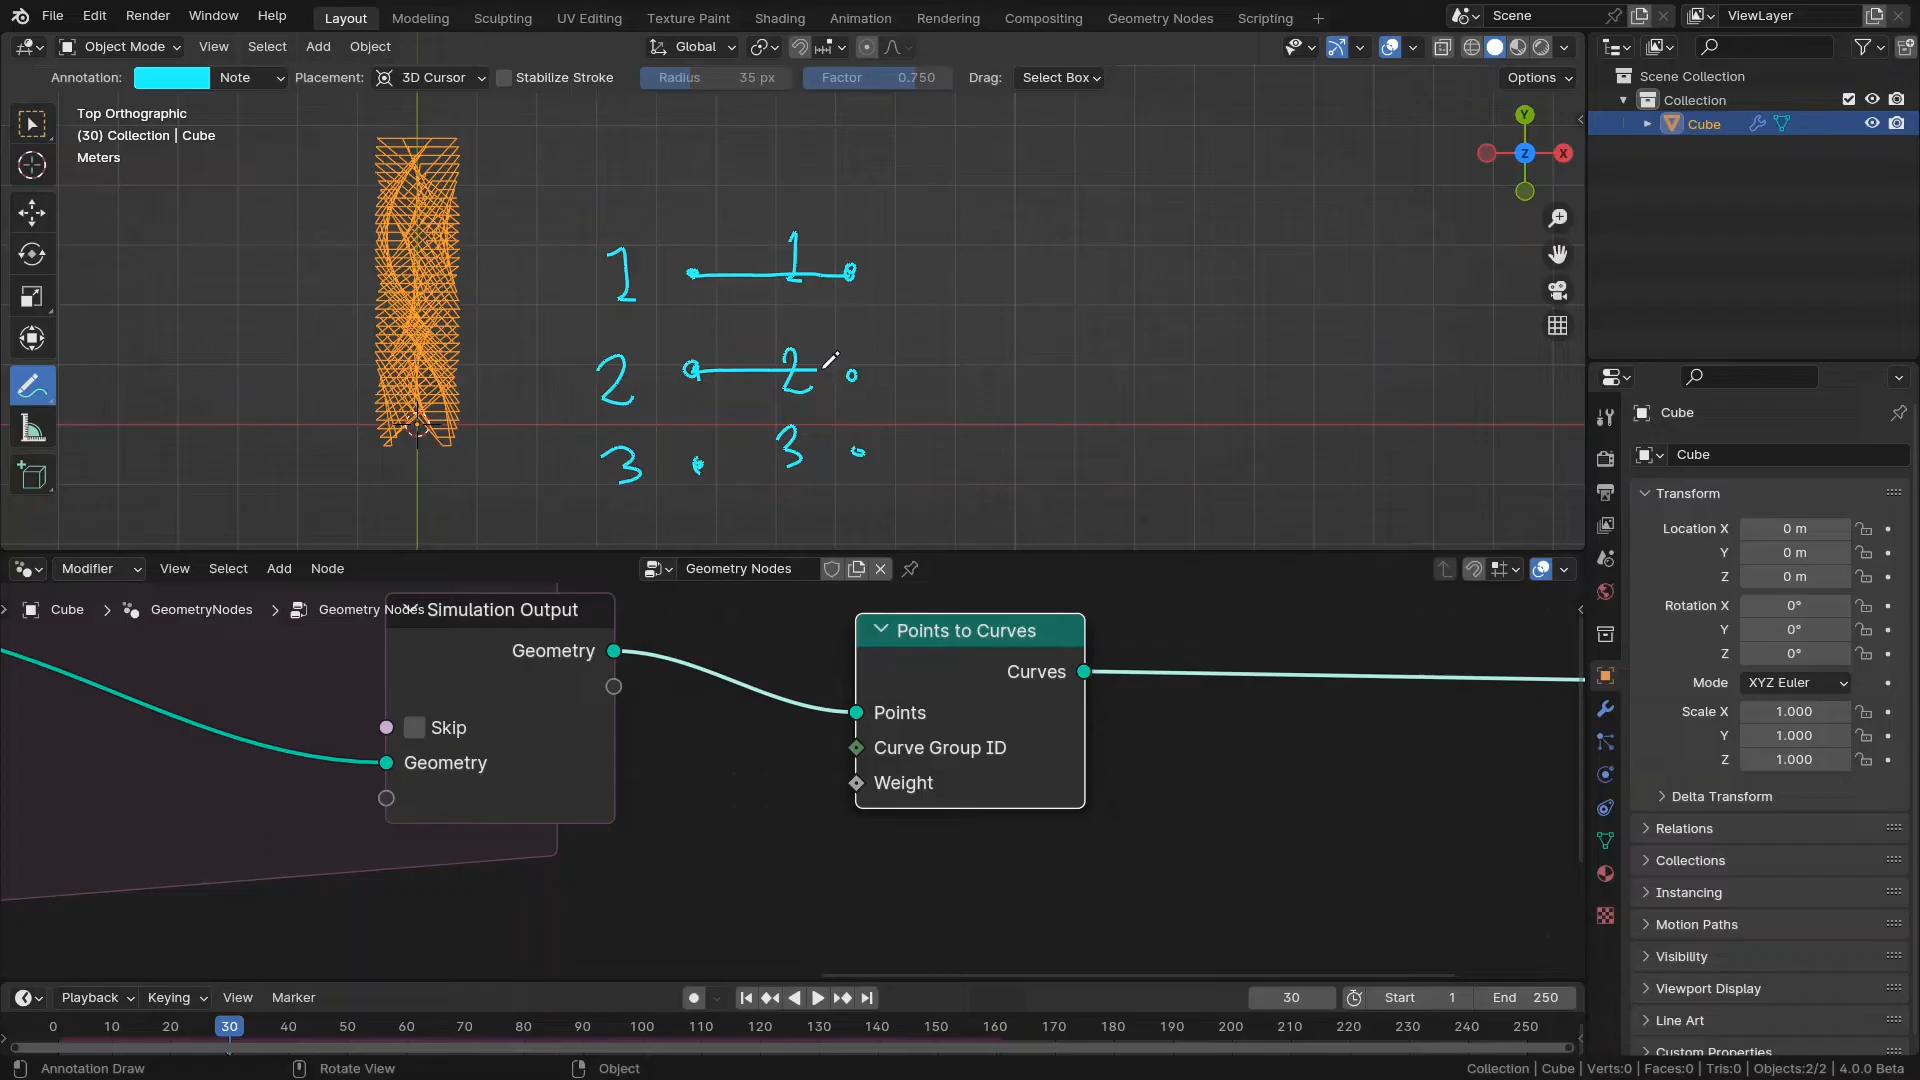 File Edit Render Window Help Layout Modeling Sculpting UV Editing Texture Paint Shading Animation Rendering Compositing Geometry Nodes Scripting + Scene ViewLayer
Object Mode View Select Add Object Global
Annotation: Note Placement: 3D Cursor Stabilize Stroke Radius 35 px Factor 0.750 Drag: Select Box Options
Top Orthographic
(30) Collection | Cube
Meters
Y
Z
X
1 1
2 2
3 3
Scene Collection
Collection
Cube
Cube
Cube
Transform
Location X 0 m
Y 0 m
Z 0 m
Rotation X 0°
Y 0°
Z 0°
Mode XYZ Euler
Scale X 1.000
Y 1.000
Z 1.000
Delta Transform
Relations
Collections
Instancing
Motion Paths
Visibility
Viewport Display
Line Art
Custom Properties
Modifier View Select Add Node Geometry Nodes
Cube GeometryNodes Geometry Nodes
Simulation Output
Geometry
Skip
Geometry
Points to Curves
Curves
Points
Curve Group ID
Weight
Playback Keying View Marker 30 Start 1 End 250
0 10 20 30 40 50 60 70 80 90 100 110 120 130 140 150 160 170 180 190 200 210 220 230 240 250
Annotation Draw Rotate View Object Collection | Cube | Verts:0 | Faces:0 | Tris:0 | Objects:2/2 | 4.0.0 Beta